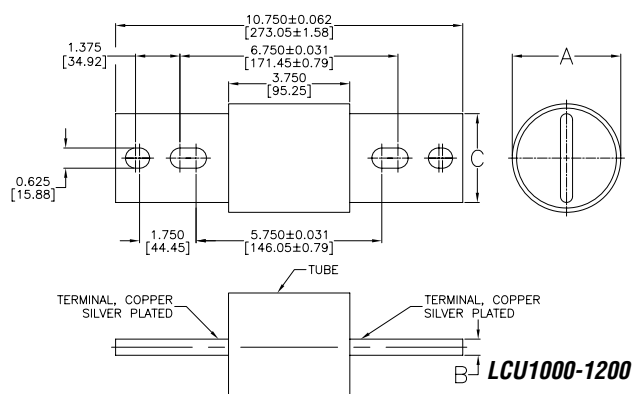 10.750±0.062
[273.05±1.58]
1.375
[34.92]
6.750±0.031
[171.45±0.79]
3.750
[95.25]
A
C
0.625
[15.88]
1.750
[44.45]
5.750±0.031
[146.05±0.79]
TUBE
TERMINAL, COPPER
SILVER PLATED
TERMINAL, COPPER
SILVER PLATED
B
LCU1000-1200